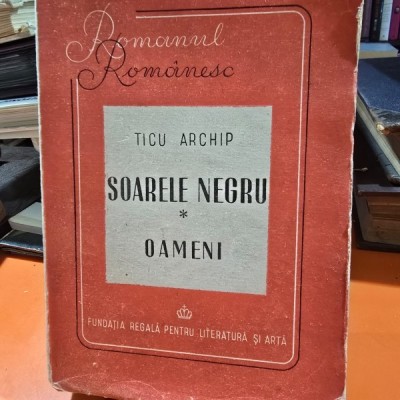 Romanul
Românesc
TICU ARCHIP
SOARELE NEGRU
*
OAMENI
FUNDAȚIA REGALĂ PENTRU LITERATURĂ ȘI ARTĂ